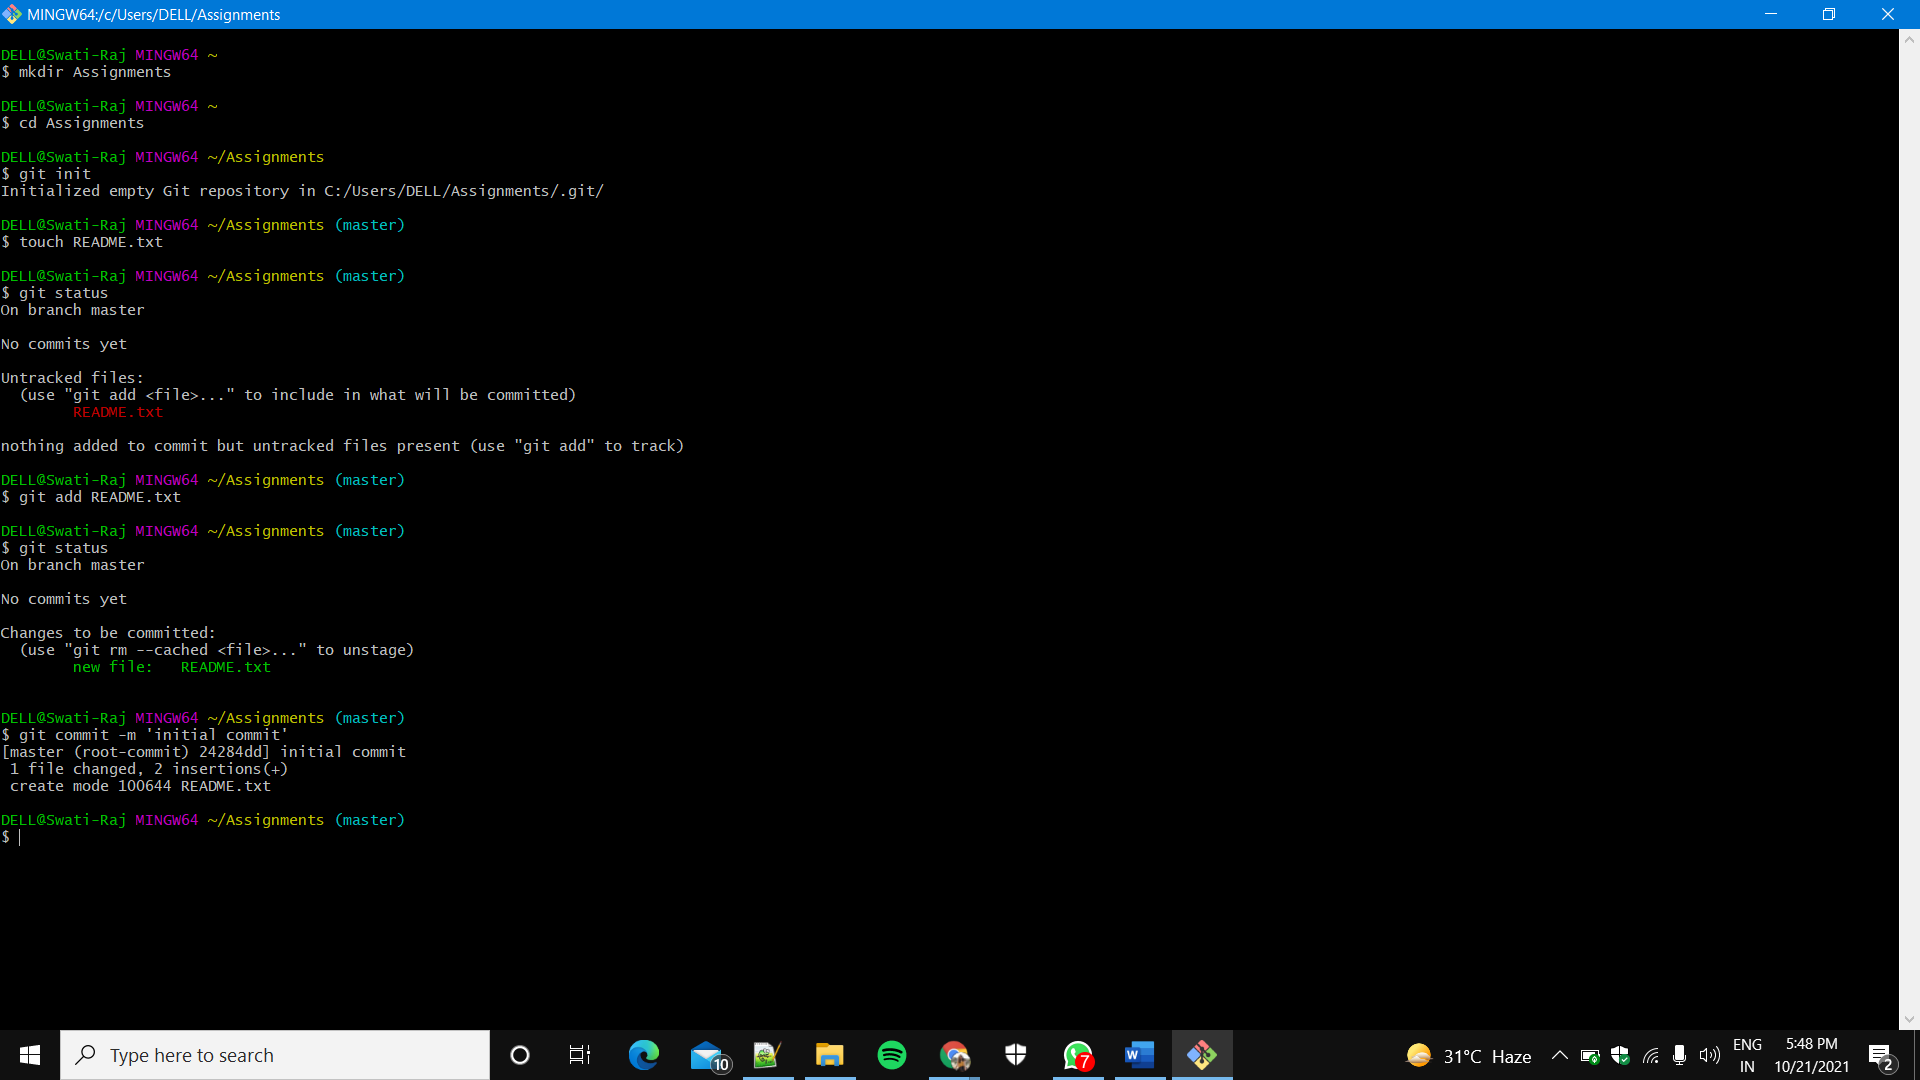 MINGW64:/c/Users/DELL/Assignments
DELL@Swati-Raj MINGW64 ~
$ mkdir Assignments
DELL@Swati-Raj MINGW64 ~
$ cd Assignments
DELL@Swati-Raj MINGW64 ~/Assignments
$ git init
Initialized empty Git repository in C:/Users/DELL/Assignments/.git/
DELL@Swati-Raj MINGW64 ~/Assignments (master)
$ touch README.txt
DELL@Swati-Raj MINGW64 ~/Assignments (master)
$ git status
On branch master
No commits yet
Untracked files:
  (use "git add <file>..." to include in what will be committed)
        README.txt
nothing added to commit but untracked files present (use "git add" to track)
DELL@Swati-Raj MINGW64 ~/Assignments (master)
$ git add README.txt
DELL@Swati-Raj MINGW64 ~/Assignments (master)
$ git status
On branch master
No commits yet
Changes to be committed:
  (use "git rm --cached <file>..." to unstage)
        new file:   README.txt
DELL@Swati-Raj MINGW64 ~/Assignments (master)
$ git commit -m 'initial commit'
[master (root-commit) 24284dd] initial commit
 1 file changed, 2 insertions(+)
 create mode 100644 README.txt
DELL@Swati-Raj MINGW64 ~/Assignments (master)
$
Type here to search
10
7
W
31°C Haze
ENG
IN
5:48 PM
10/21/2021
2